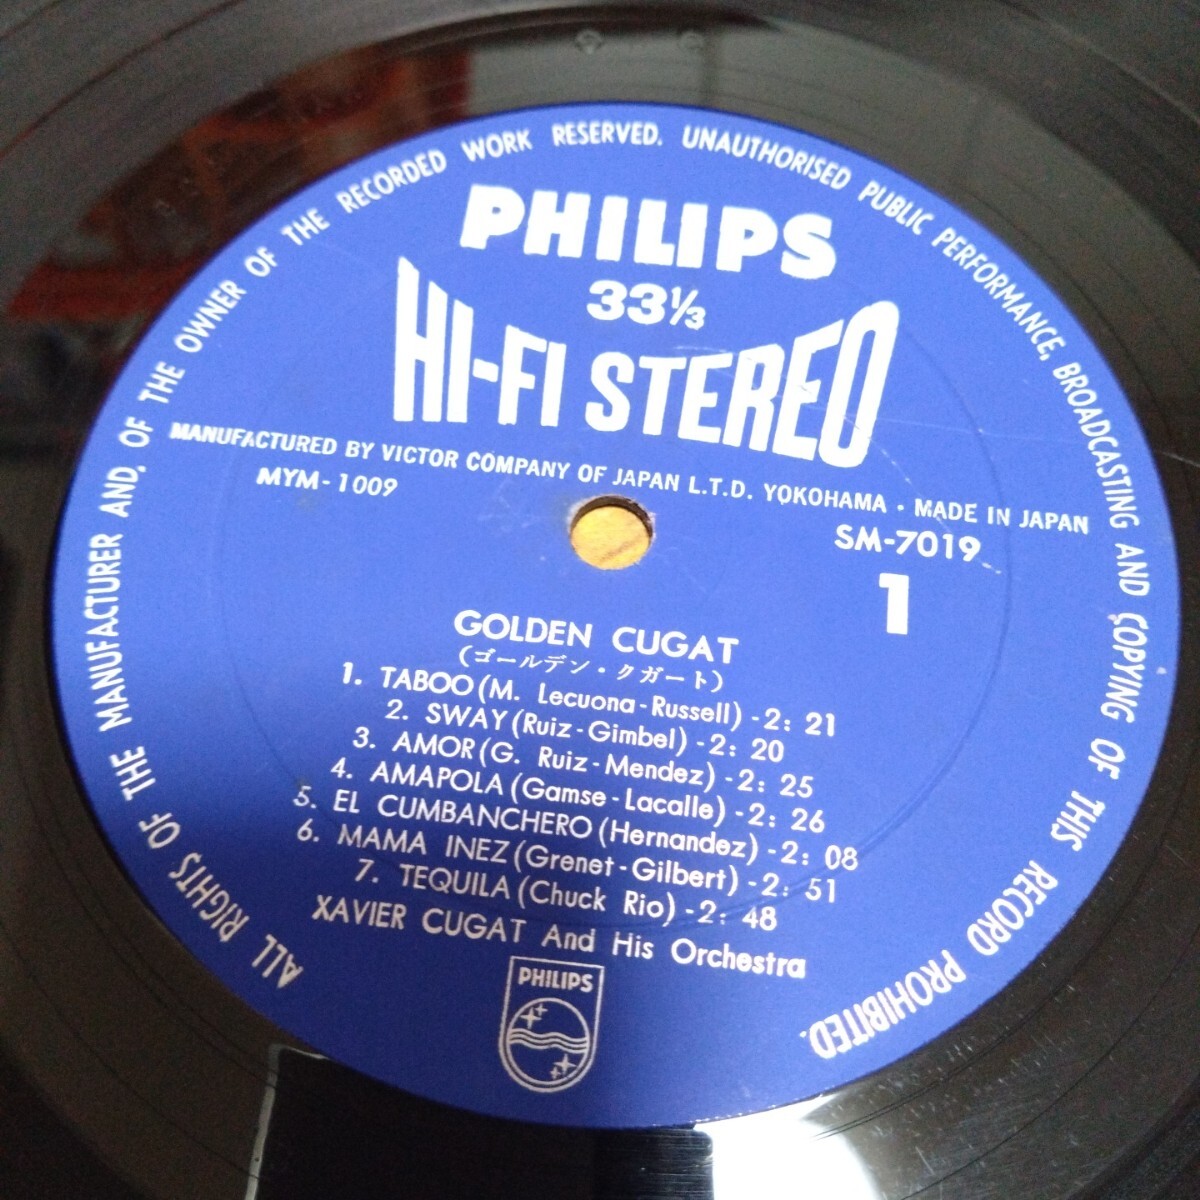 ALL RIGHTS OF THE MANUFACTURER AND, OF THE OWNER OF THE RECORDED WORK RESERVED. UNAUTHORISED PUBLIC PERFORMANCE, BROADCASTING AND COPYING OF THIS RECORD PROHIBITED.
PHILIPS
33⅓
HI-FI STEREO
MANUFACTURED BY VICTOR COMPANY OF JAPAN L.T.D. YOKOHAMA . MADE IN JAPAN
MYM-1009
SM-7019
1
GOLDEN CUGAT
(ゴールデン・クガート)
1. TABOO(M. Lecuona-Russell)-2: 21
2. SWAY(Ruiz-Gimbel)-2: 20
3. AMOR(G. Ruiz-Mendez)-2: 25
4. AMAPOLA(Gamse-Lacalle)-2: 26
5. EL CUMBANCHERO(Hernandez)-2: 08
6. MAMA INEZ(Grenet-Gilbert)-2: 51
7. TEQUILA(Chuck Rio)-2: 48
XAVIER CUGAT And His Orchestra
PHILIPS